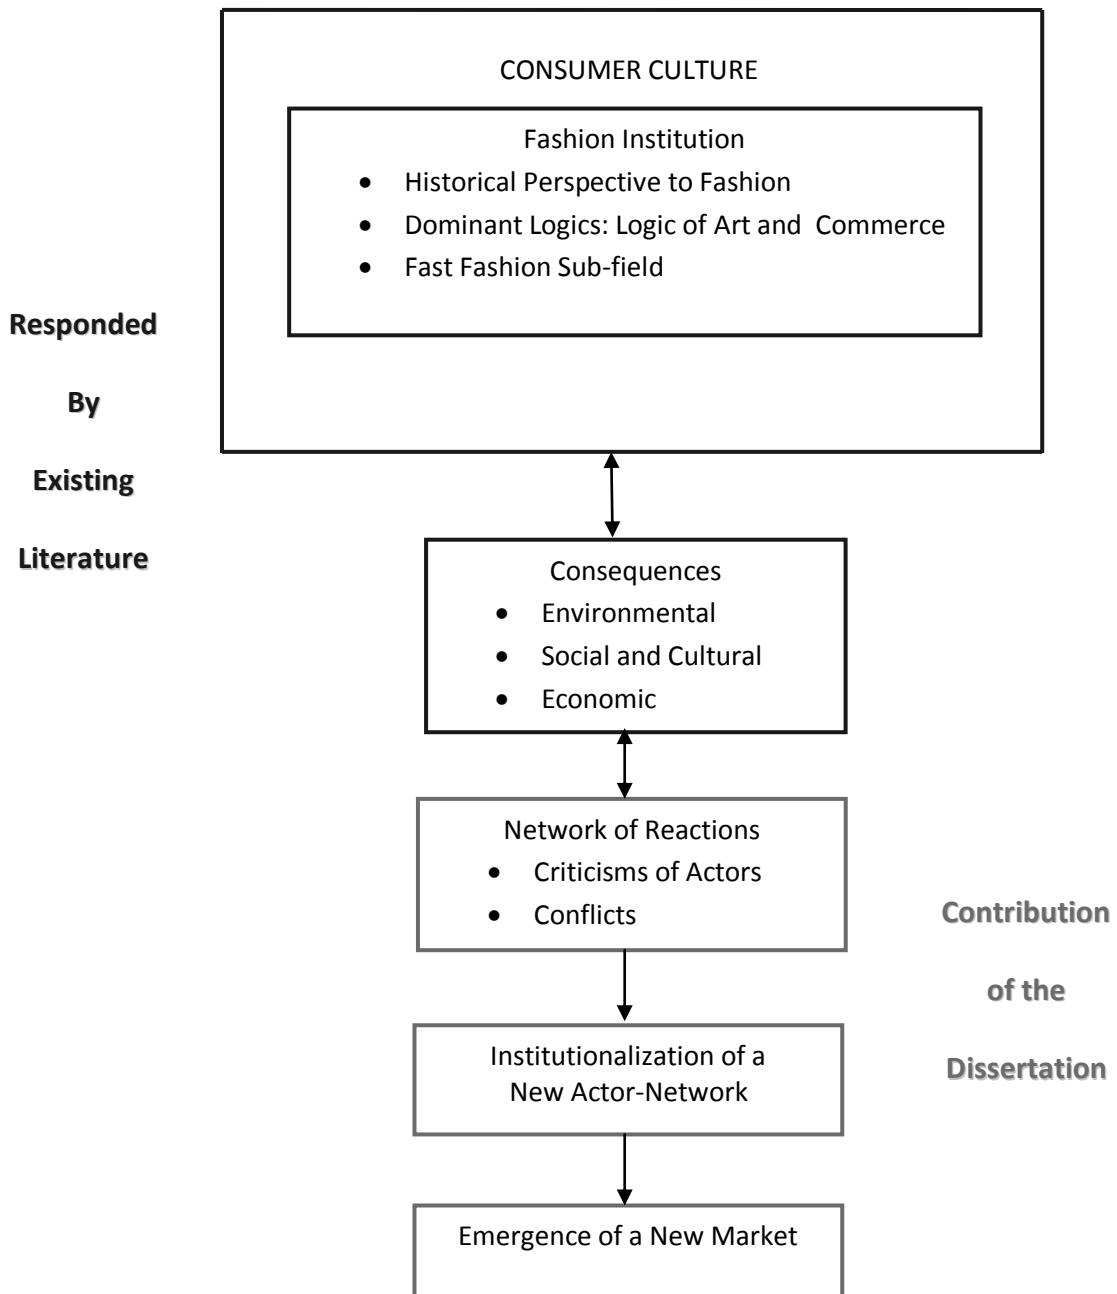 CONSUMER CULTURE
Fashion Institution
• Historical Perspective to Fashion
• Dominant Logics: Logic of Art and Commerce
• Fast Fashion Sub-field
Responded
By
Existing
Literature
Consequences
• Environmental
• Social and Cultural
• Economic
Network of Reactions
• Criticisms of Actors
• Conflicts
Contribution
of the
Dissertation
Institutionalization of a
New Actor-Network
Emergence of a New Market